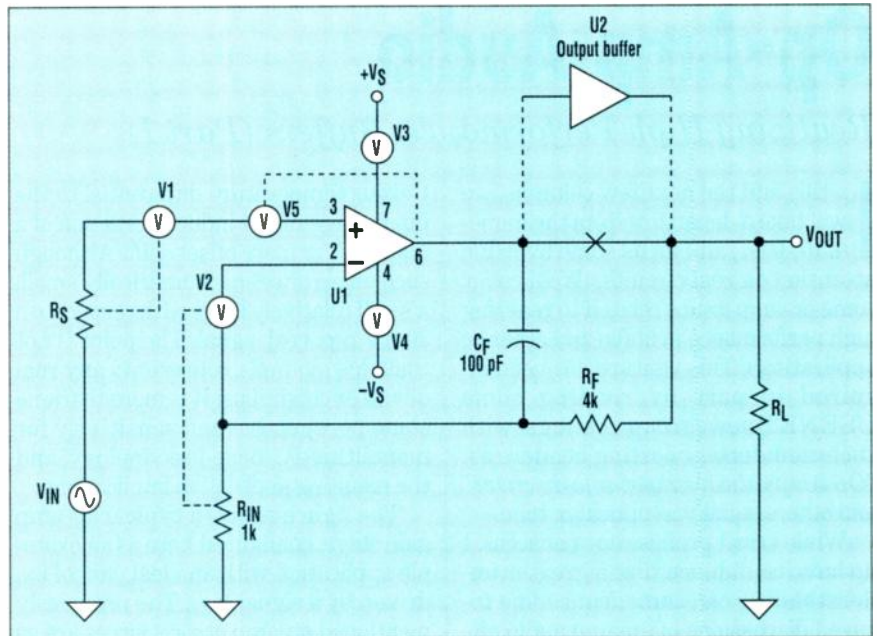 U2
Output buffer
+VS
V3
V
V1
V5
V
V
3
7
+
2
−
4
6
U1
V2
V
VOUT
RS
V
V4
−VS
CF
100 pF
RF
4k
RL
VIN
RIN
1k